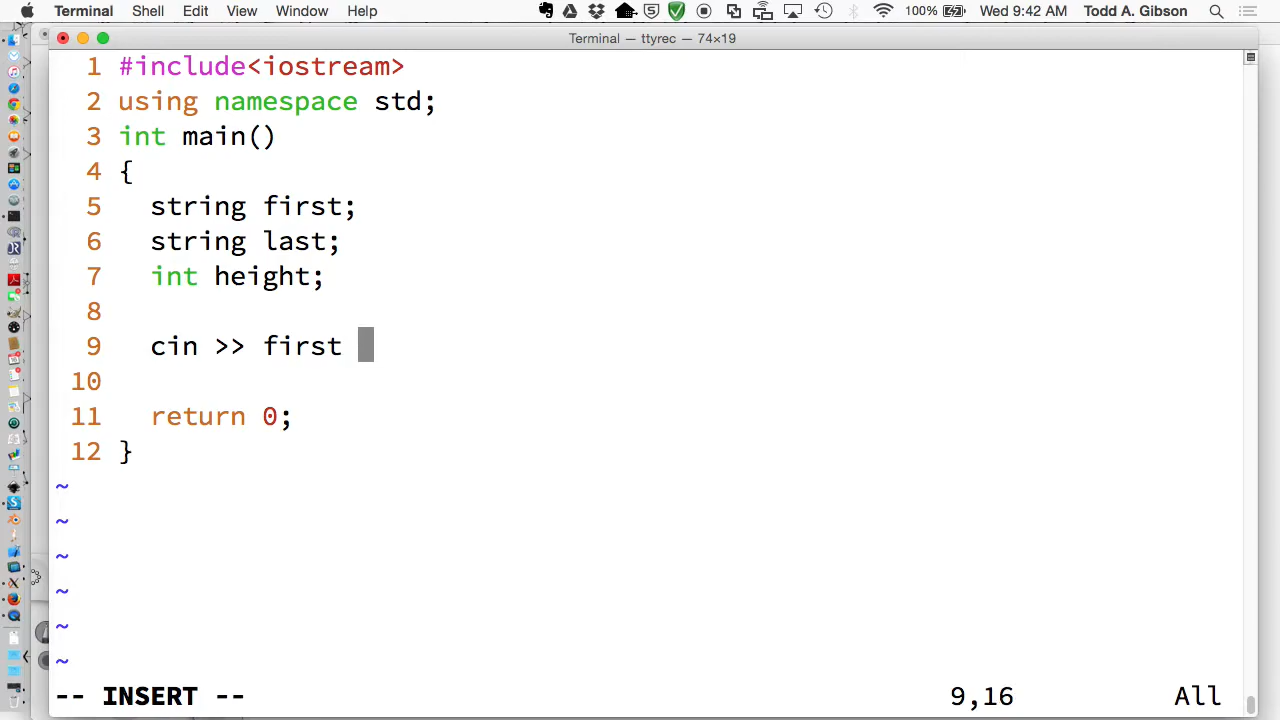 Terminal Shell Edit View Window Help 100% Wed 9:42 AM Todd A. Gibson
Terminal — ttyrec — 74×19
1 #include<iostream>
2 using namespace std;
3 int main()
4 {
5   string first;
6   string last;
7   int height;
8
9   cin >> first
10
11   return 0;
12 }
~
~
~
~
~
~
-- INSERT -- 9,16 All